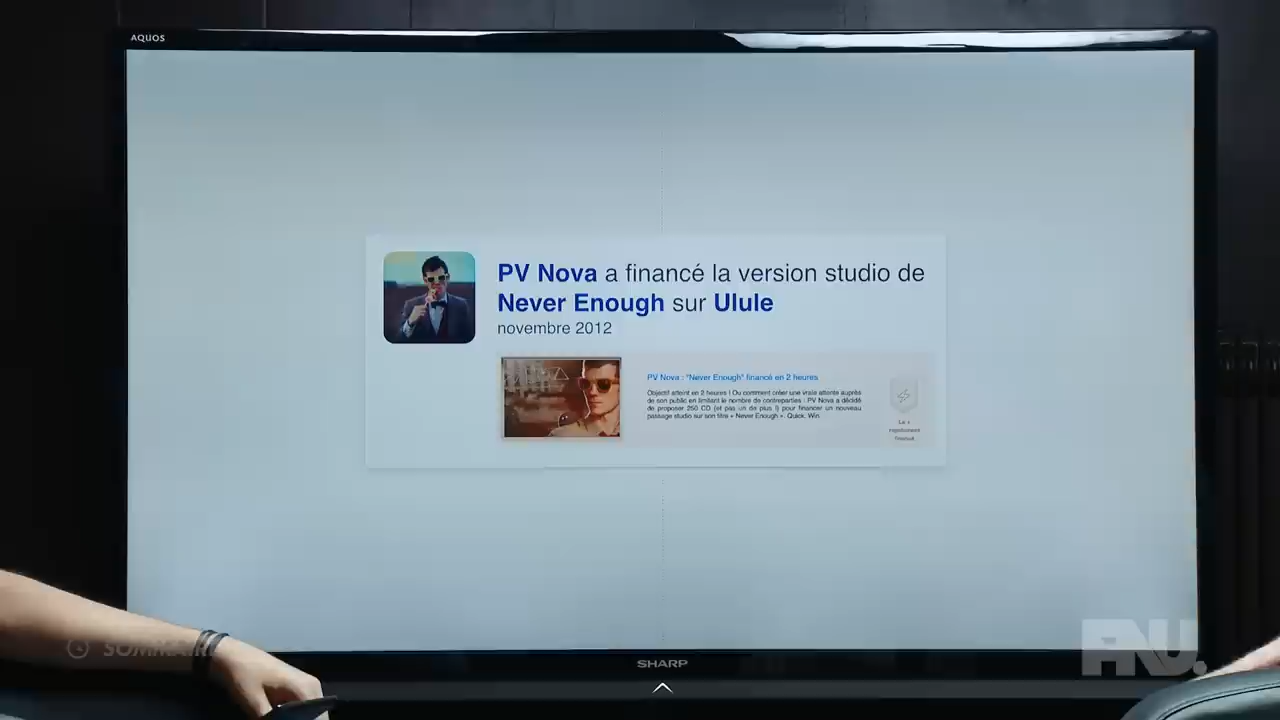 AQUOS
PV Nova a financé la version studio de
Never Enough sur Ulule
novembre 2012
PV Nova : "Never Enough" financé en 2 heures
Objectif atteint en 2 heures ! Ou comment créer une vraie attente auprès
de son public en limitant le nombre de contreparties : PV Nova a décidé
de proposer 250 CD (et pas un de plus !) pour financer un nouveau
passage studio sur son titre « Never Enough ». Quick. Win.
SOMMAIRE
FNU.
SHARP